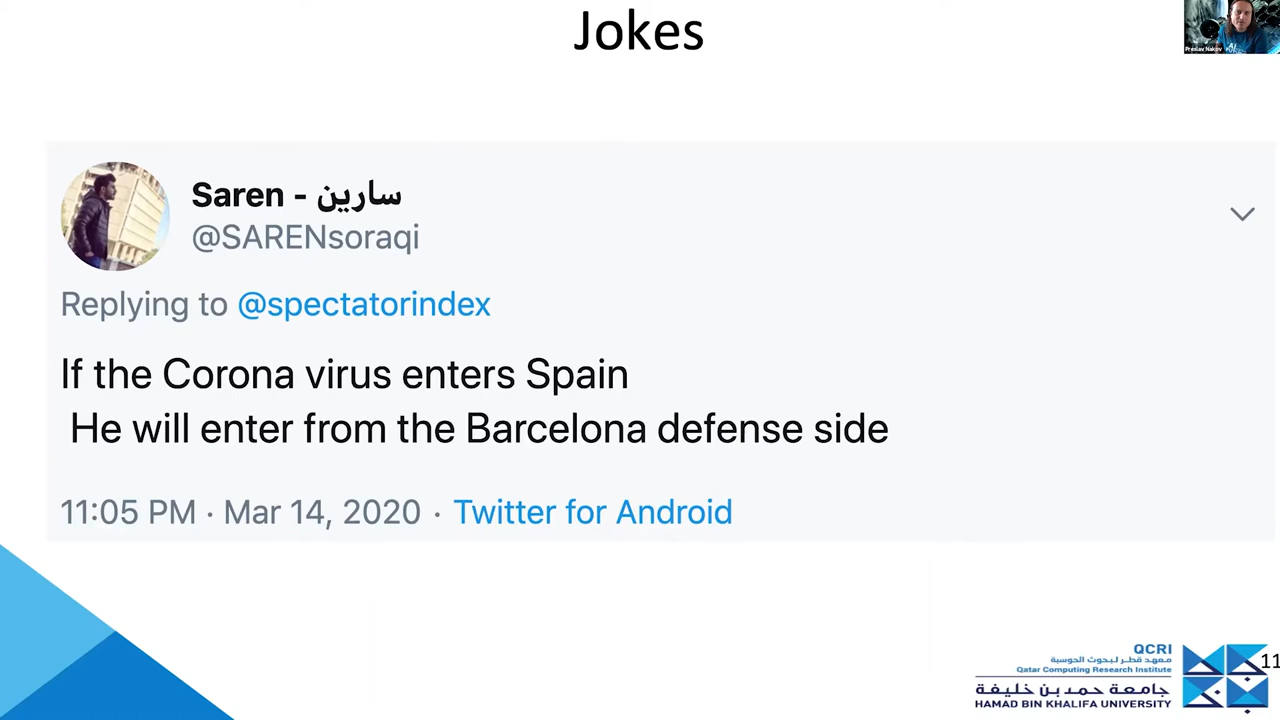 Jokes
Preslav Nakov
Saren - سارين
@SARENsoraqi
Replying to @spectatorindex
If the Corona virus enters Spain
He will enter from the Barcelona defense side
11:05 PM · Mar 14, 2020 · Twitter for Android
QCRI
معهد قطر لبحوث الحوسبة
Qatar Computing Research Institute
جامعة حمد بن خليفة
HAMAD BIN KHALIFA UNIVERSITY
11